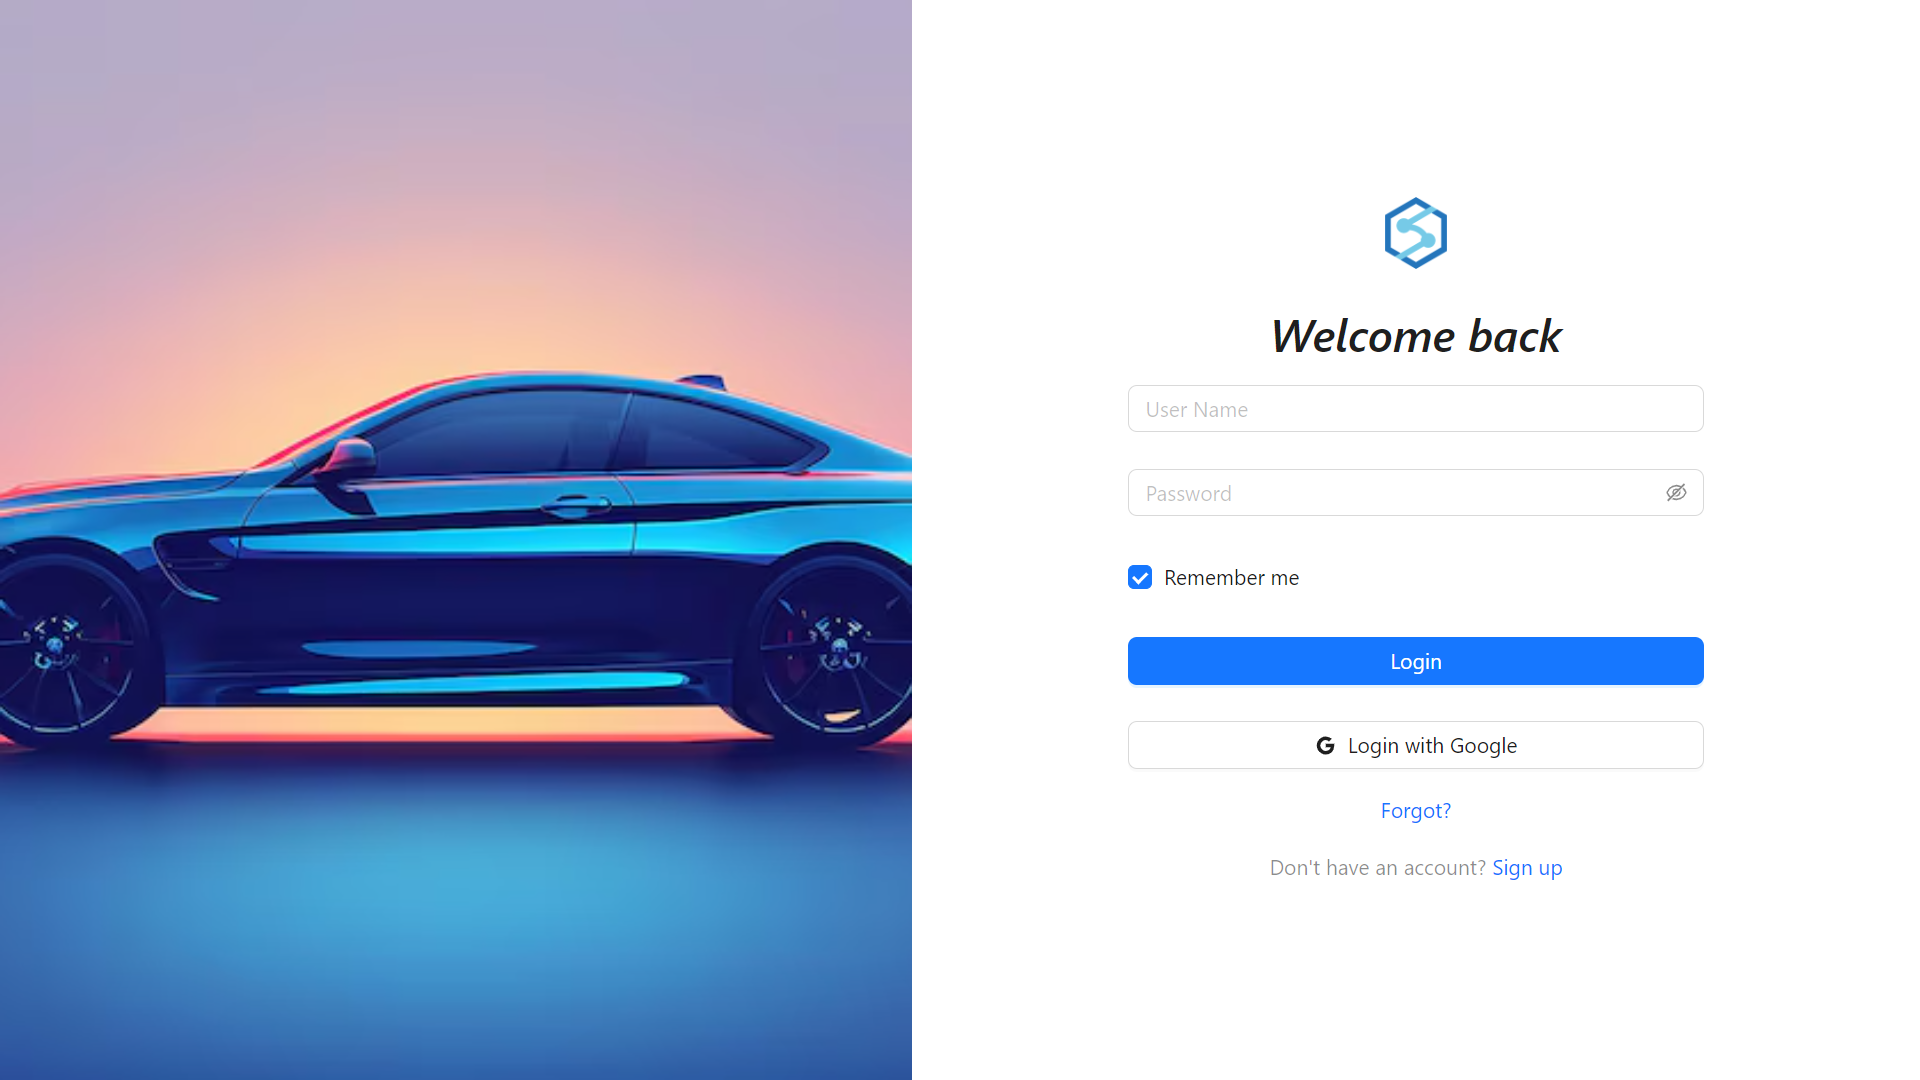 Welcome back
User Name
Password
Remember me
Login
Login with Google
Forgot?
Don't have an account? Sign up